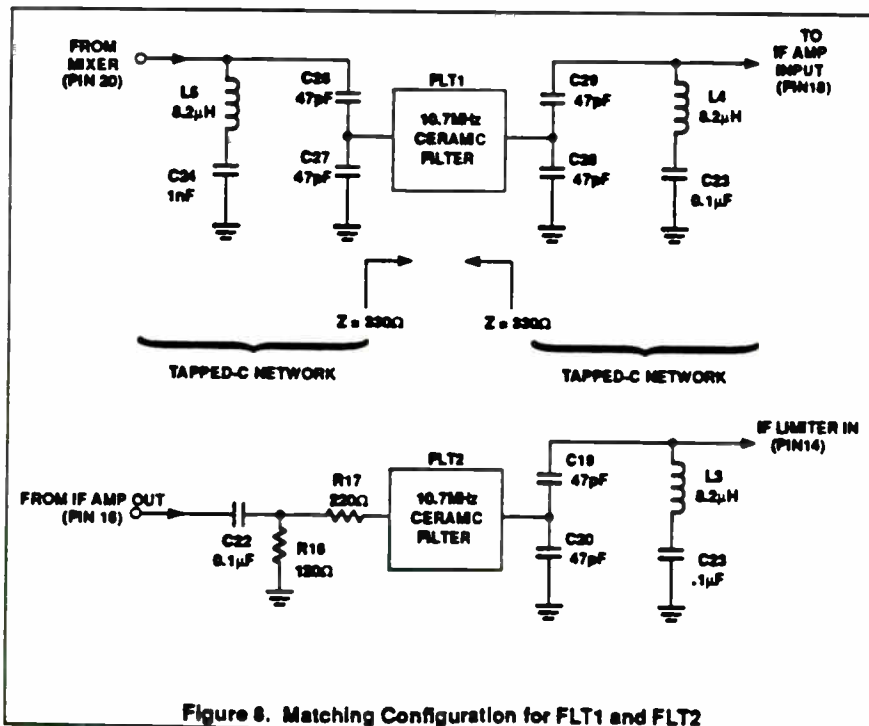 FROM
MIXER
(PIN 20)
L5
8.2μH
C24
1nF
C26
47pF
C27
47pF
FLT1
10.7MHz
CERAMIC
FILTER
C29
47pF
C28
47pF
L4
8.2μH
C23
0.1μF
TO
IF AMP
INPUT
(PIN18)
Z = 330Ω
Z = 330Ω
TAPPED-C NETWORK
TAPPED-C NETWORK
FROM IF AMP OUT
(PIN 16)
C22
0.1μF
R17
220Ω
FLT2
10.7MHz
CERAMIC
FILTER
C19
47pF
C20
47pF
L3
8.2μH
C23
.1μF
IF LIMITER IN
(PIN14)
Figure 8. Matching Configuration for FLT1 and FLT2